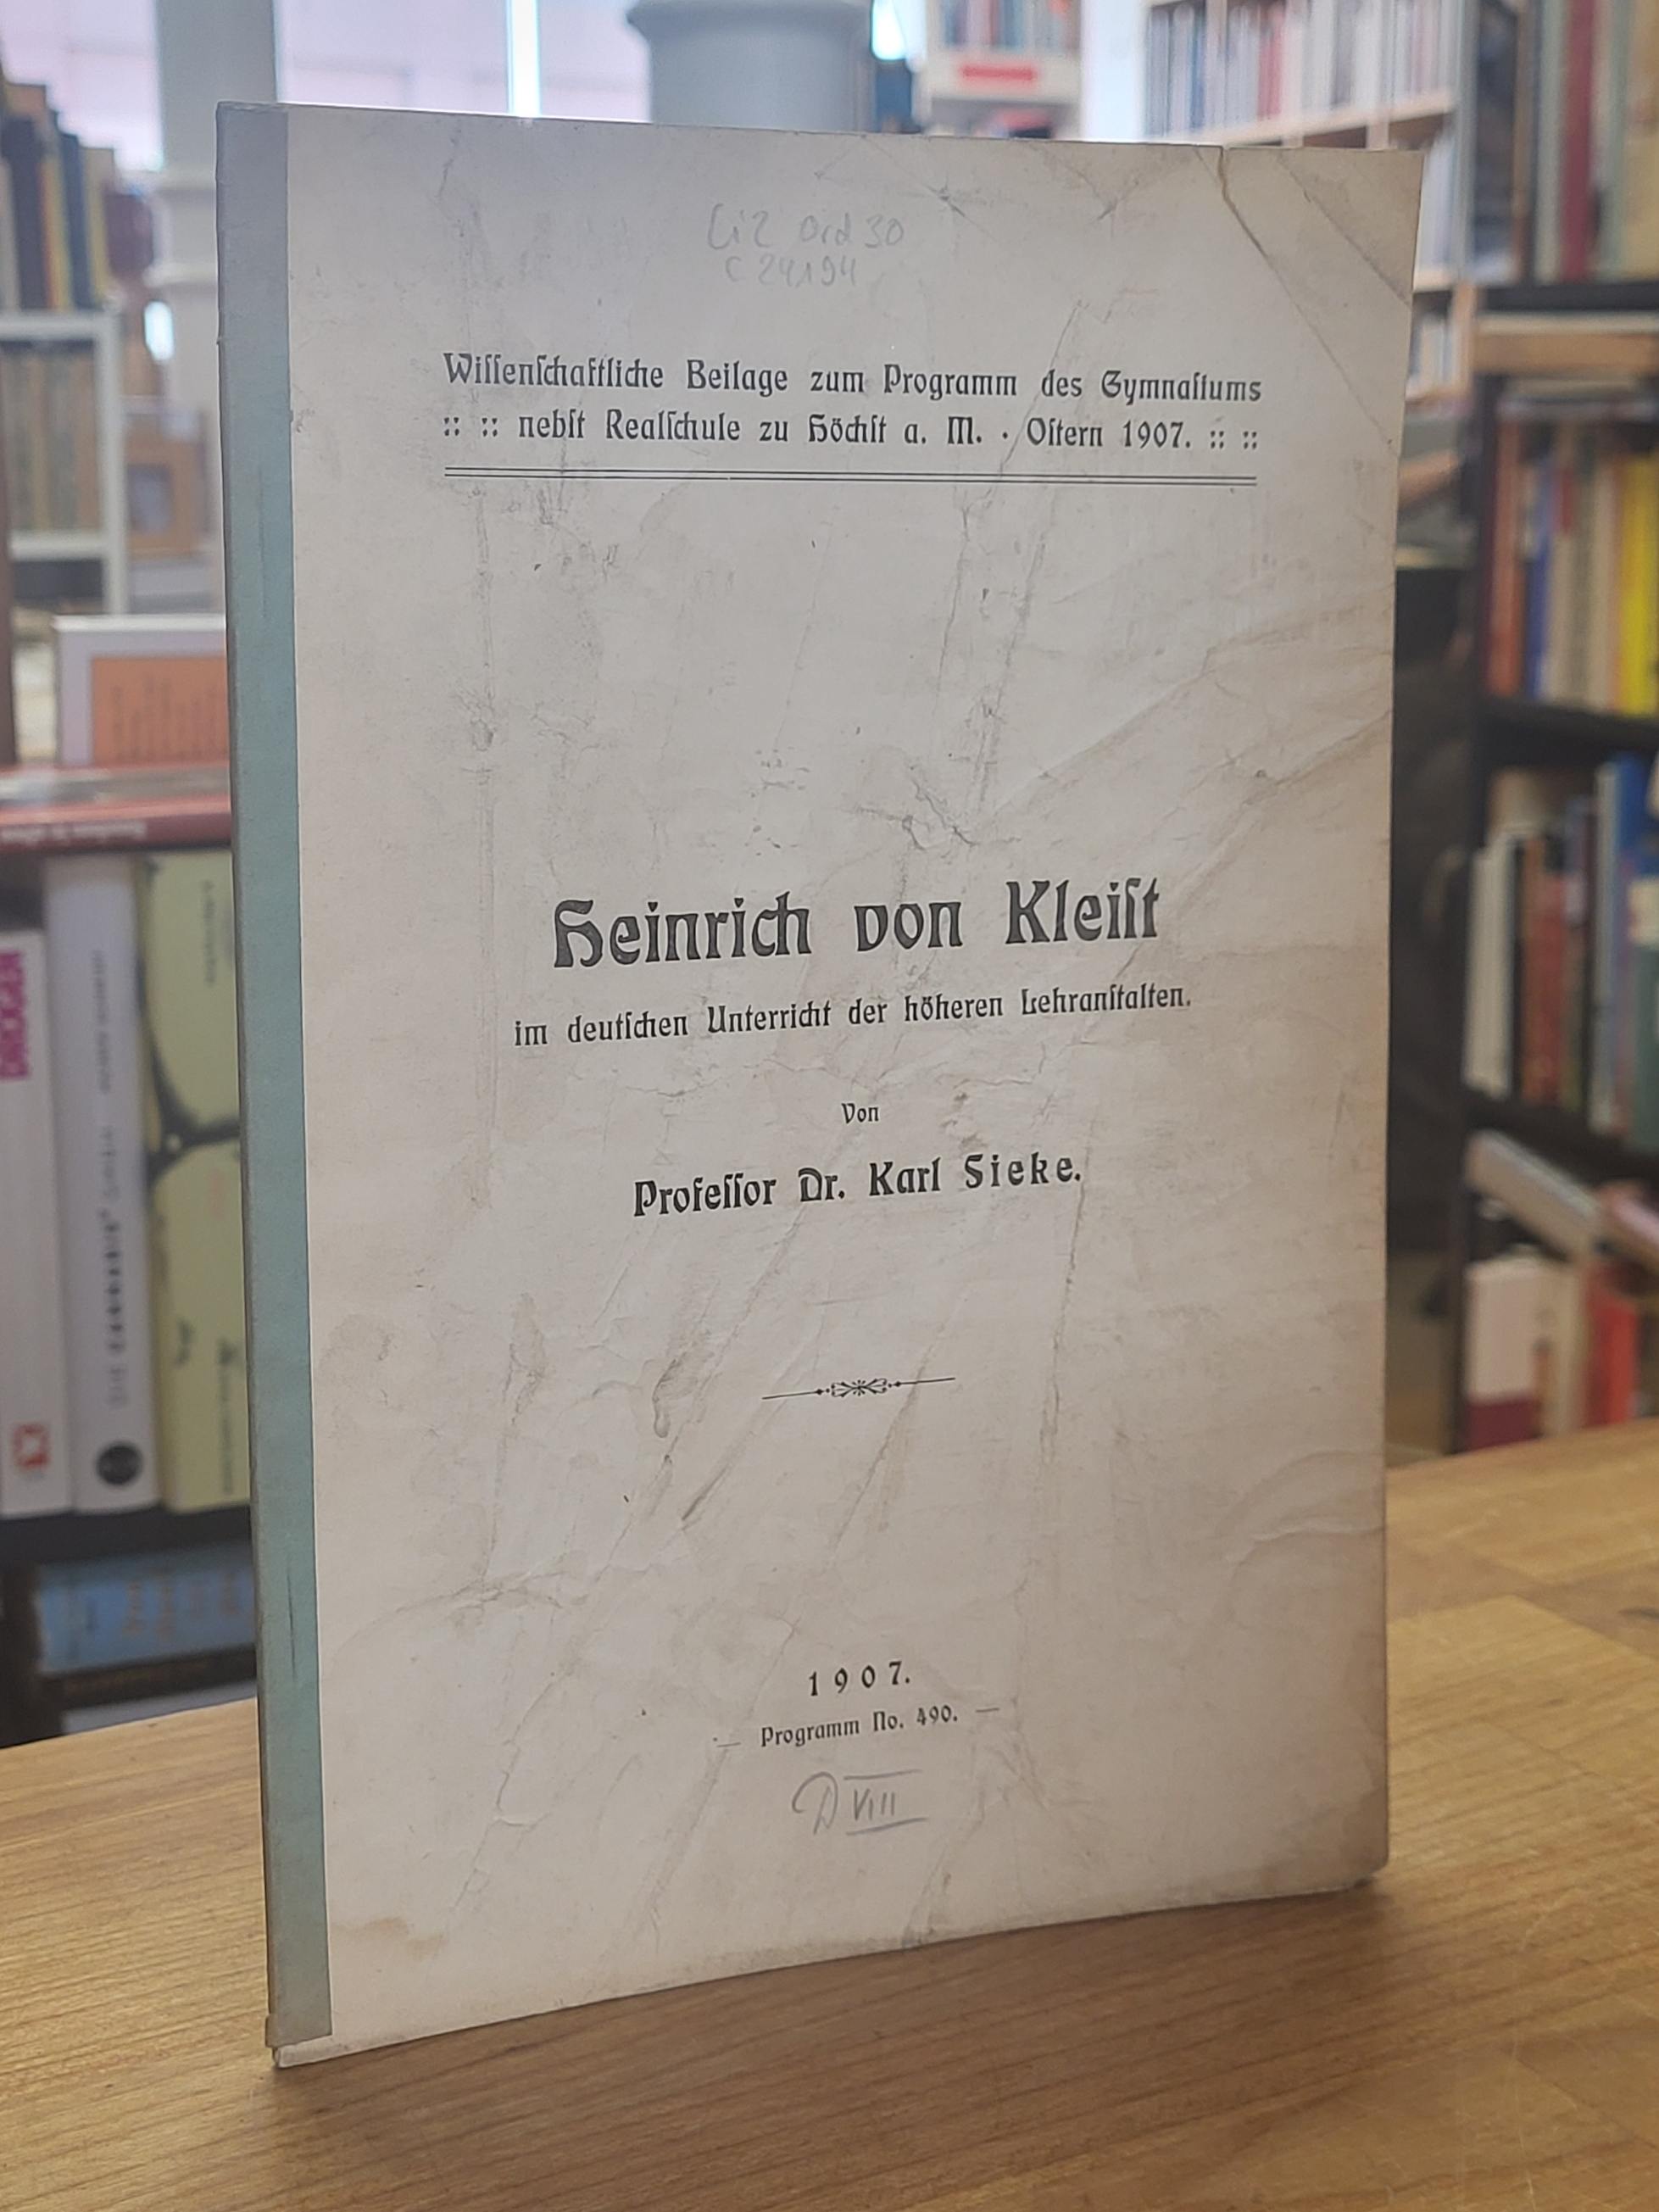 Ord 30
C 24194
Wiſſenſchaftliche Beilage zum Programm des Gymnaſiums
:: :: nebſt Realſchule zu Höchſt a. M. · Oſtern 1907. :: ::
Heinrich von Kleiſt
im deutſchen Unterricht der höheren Lehranſtalten.
Von
Profeſſor Dr. Karl Sieke.
1907.
— Programm No. 490. —
D VIII